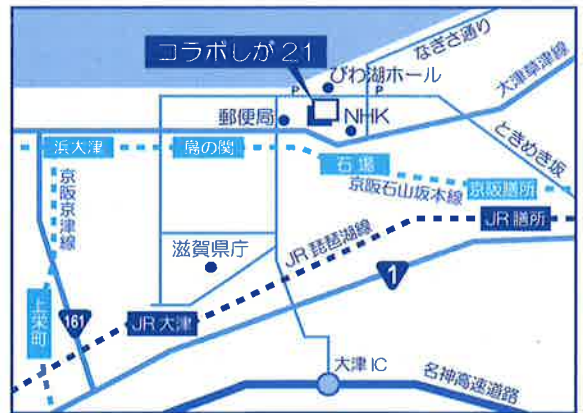 なぎさ通り
コラボしが21
びわ湖ホール
大津草津線
P
P
郵便局
NHK
ときめき坂
浜大津
島の関
石場
京阪石山坂本線
京阪膳所
京阪京津線
JR膳所
滋賀県庁
JR琵琶湖線
1
上栄町
161
JR大津
大津IC
名神高速道路